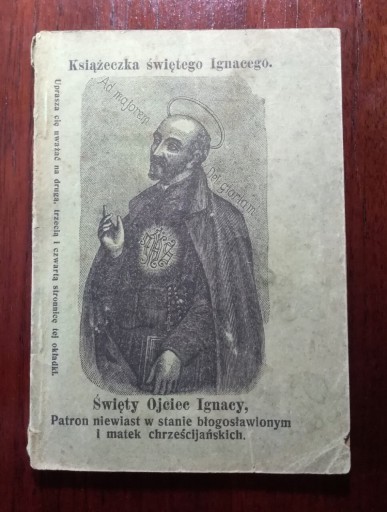 Książeczka świętego Ignacego.
Ad majorem
Dei gloriam.
Uprasza się uważać na drugą, trzecią i czwartą stronnicę tej okładki.
IHS
Święty Ojciec Ignacy,
Patron niewiast w stanie błogosławionym
i matek chrześcijańskich.